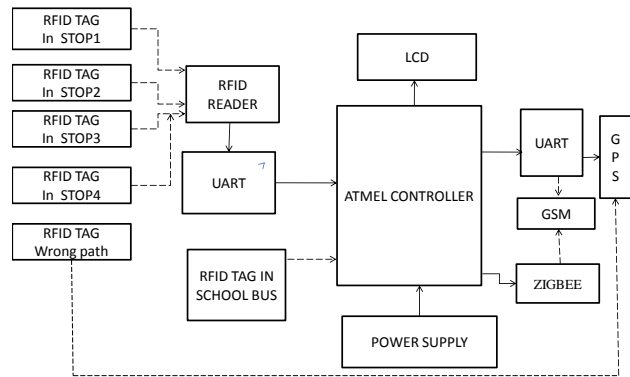 RFID TAG
In STOP1
RFID TAG
In STOP2
RFID TAG
In STOP3
RFID TAG
In STOP4
RFID TAG
Wrong path
RFID
READER
UART
RFID TAG IN
SCHOOL BUS
LCD
ATMEL CONTROLLER
POWER SUPPLY
UART
GSM
ZIGBEE
G
P
S